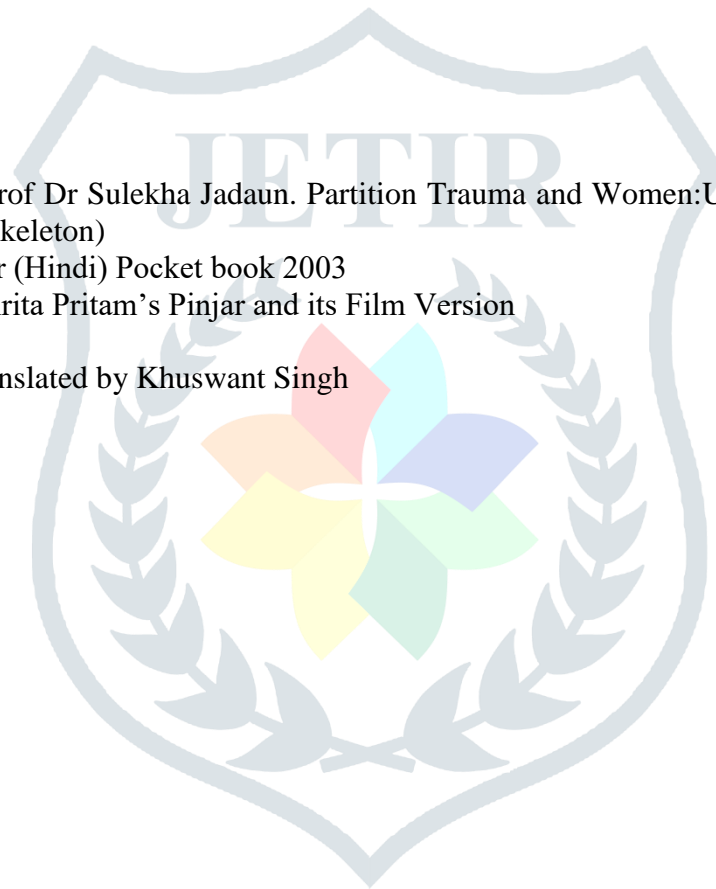 JETIR
rof Dr Sulekha Jadaun. Partition Trauma and Women:U
keleton)
r (Hindi) Pocket book 2003
rita Pritam's Pinjar and its Film Version
nslated by Khuswant Singh